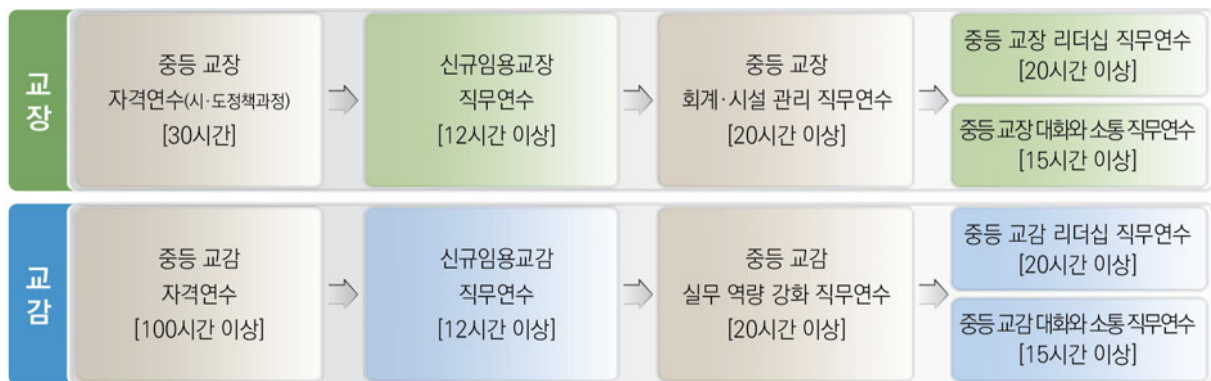 교장
중등 교장
자격연수(시·도정책과정)
[30시간]
신규임용교장
직무연수
[12시간 이상]
중등 교장
회계·시설 관리 직무연수
[20시간 이상]
중등 교장 리더십 직무연수
[20시간 이상]
중등 교장 대화와 소통 직무연수
[15시간 이상]
교감
중등 교감
자격연수
[100시간 이상]
신규임용교감
직무연수
[12시간 이상]
중등 교감
실무 역량 강화 직무연수
[20시간 이상]
중등 교감 리더십 직무연수
[20시간 이상]
중등 교감 대화와 소통 직무연수
[15시간 이상]